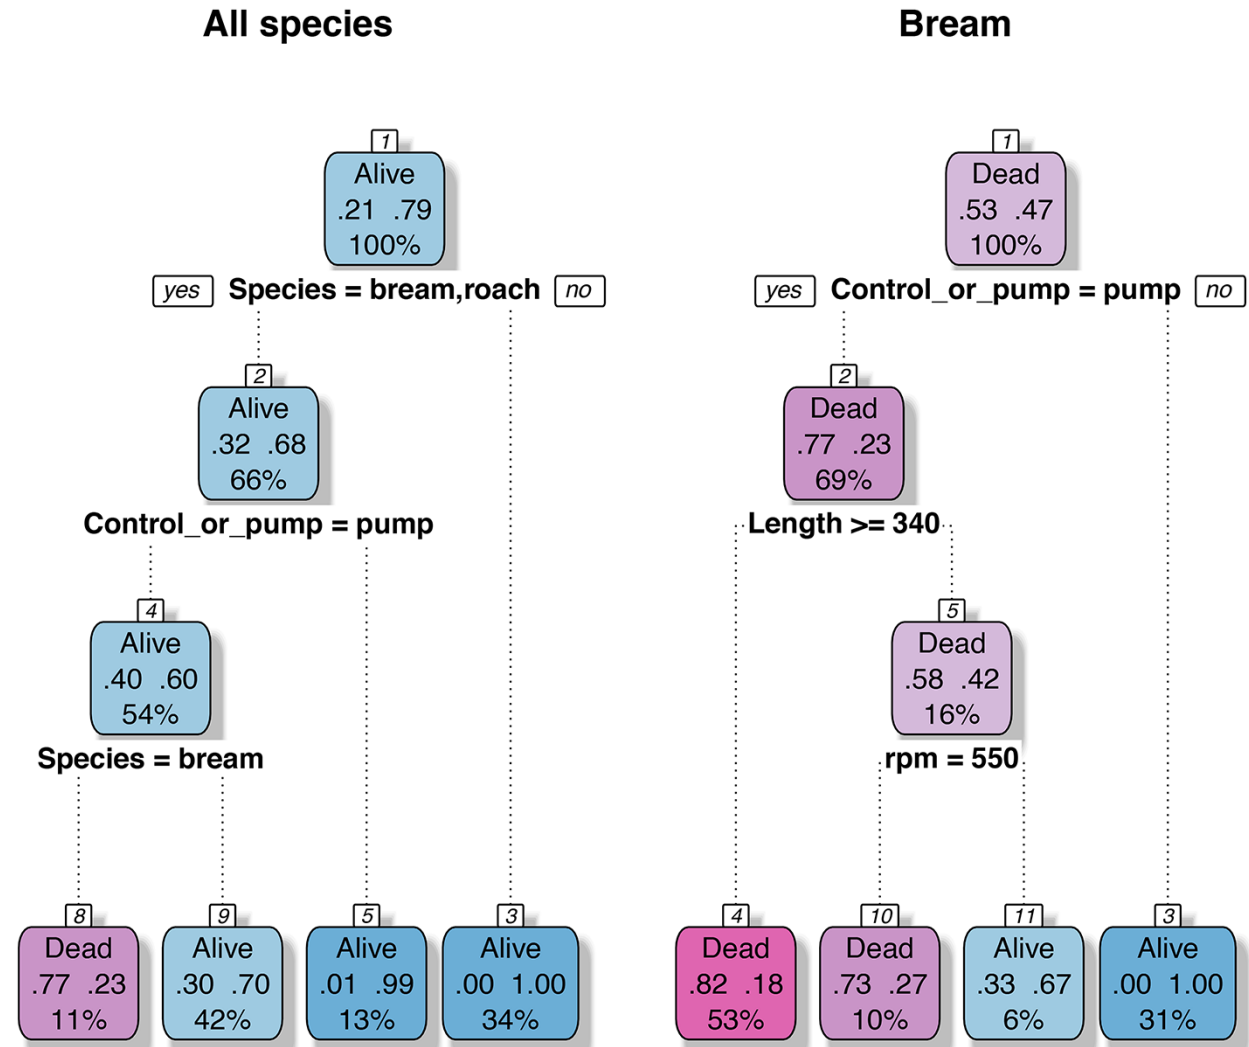 All species
1
Alive
.21 .79
100%
yes Species = bream,roach no
2
Alive
.32 .68
66%
Control_or_pump = pump
4
Alive
.40 .60
54%
Species = bream
8
Dead
.77 .23
11%
9
Alive
.30 .70
42%
5
Alive
.01 .99
13%
3
Alive
.00 1.00
34%
Bream
1
Dead
.53 .47
100%
yes Control_or_pump = pump no
2
Dead
.77 .23
69%
Length >= 340
5
Dead
.58 .42
16%
rpm = 550
4
Dead
.82 .18
53%
10
Dead
.73 .27
10%
11
Alive
.33 .67
6%
3
Alive
.00 1.00
31%